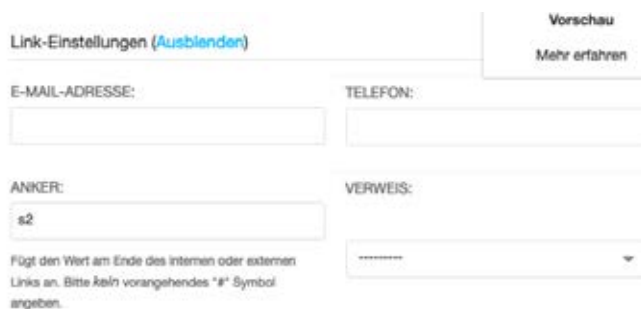 Vorschau
Link-Einstellungen (Ausblenden)
Mehr erfahren
E-MAIL-ADRESSE:
TELEFON:
ANKER:
VERWEIS:
s2
---------
Fügt den Wert am Ende des internen oder externen
Links an. Bitte kein vorangehendes "#" Symbol
angeben.